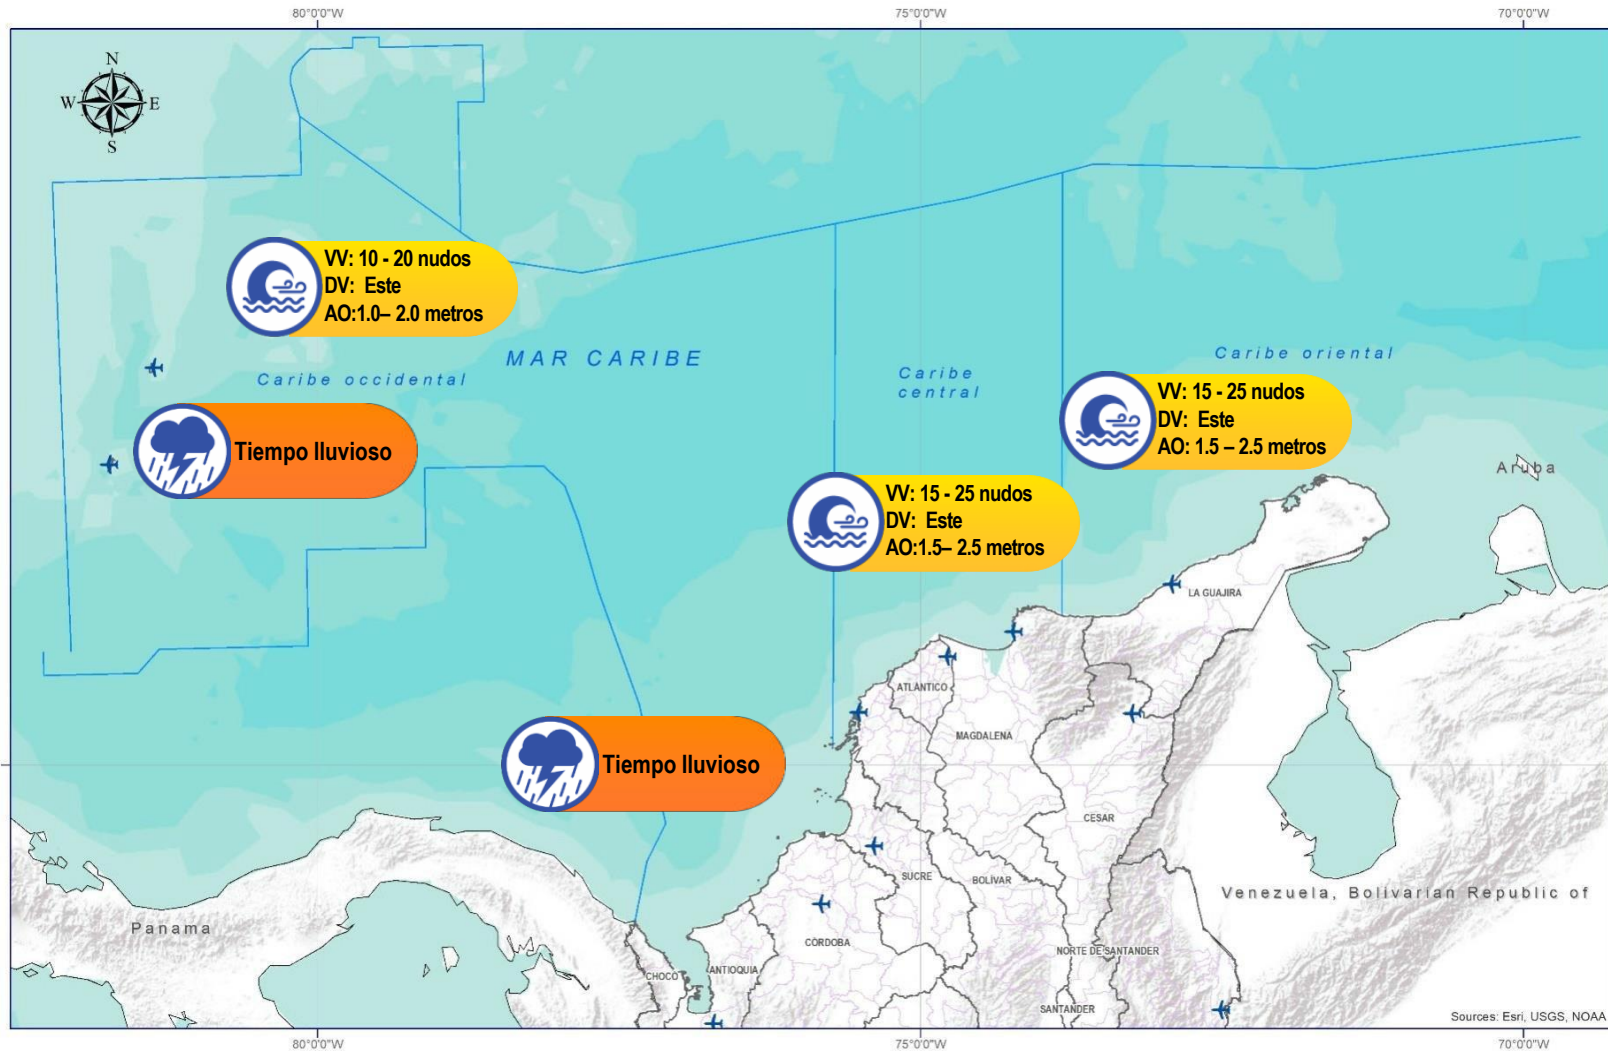 80°0'0"W
75°0'0"W
70°0'0"W
N
W
E
S
VV: 10 - 20 nudos
DV: Este
AO:1.0– 2.0 metros
MAR CARIBE
Caribe occidental
Caribe
central
Caribe oriental
VV: 15 - 25 nudos
DV: Este
AO: 1.5 – 2.5 metros
Tiempo lluvioso
Aruba
VV: 15 - 25 nudos
DV: Este
AO:1.5– 2.5 metros
LA GUAJIRA
ATLÁNTICO
MAGDALENA
Tiempo lluvioso
CESAR
SUCRE
BOLÍVAR
Venezuela, Bolivarian Republic of
Panama
CÓRDOBA
NORTE DE SANTANDER
CHOCÓ
ANTIOQUIA
SANTANDER
Sources: Esri, USGS, NOAA
80°0'0"W
75°0'0"W
70°0'0"W